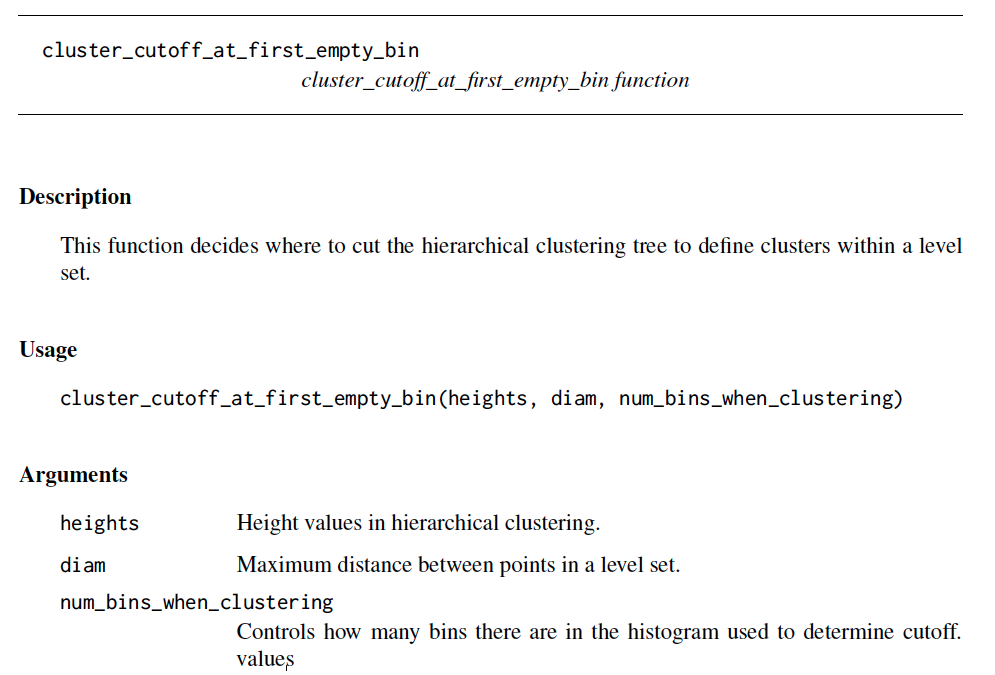 cluster_cutoff_at_first_empty_bin
cluster_cutoff_at_first_empty_bin function
Description
This function decides where to cut the hierarchical clustering tree to define clusters within a level
set.
Usage
cluster_cutoff_at_first_empty_bin(heights, diam, num_bins_when_clustering)
Arguments
heights Height values in hierarchical clustering.
diam Maximum distance between points in a level set.
num_bins_when_clustering
Controls how many bins there are in the histogram used to determine cutoff.
values